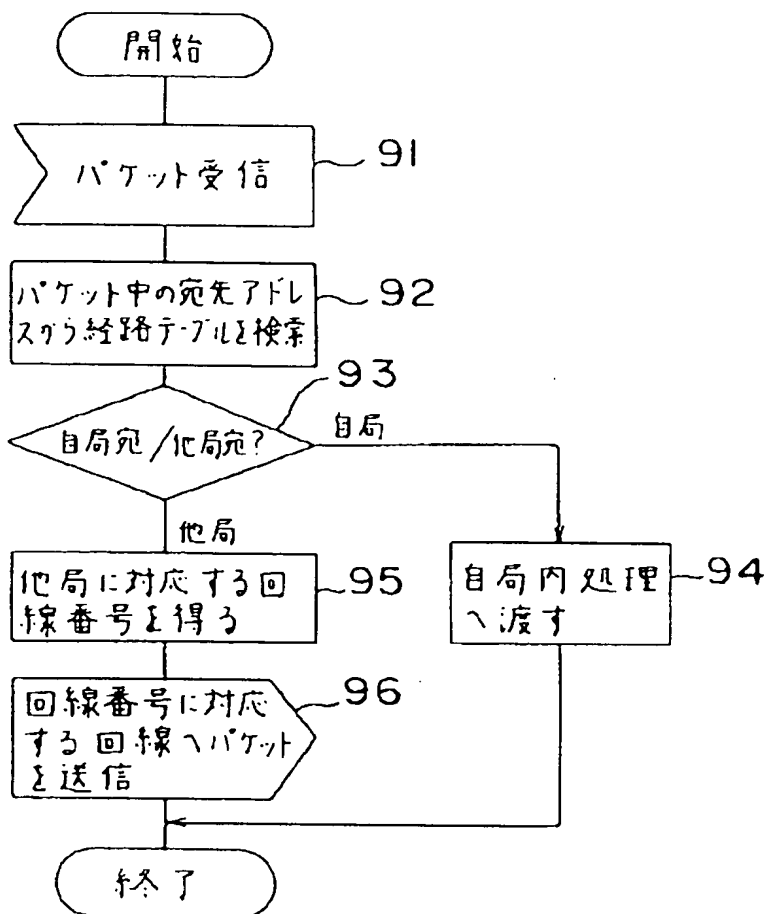 開始
パケット受信
91
パケット中の宛先アドレ
スから経路テーブルを検索
92
93
自局宛/他局宛?
自局
他局
他局に対応する回
線番号を得る
95
自局内処理
へ渡す
94
回線番号に対応
する回線へパケット
を送信
96
終了